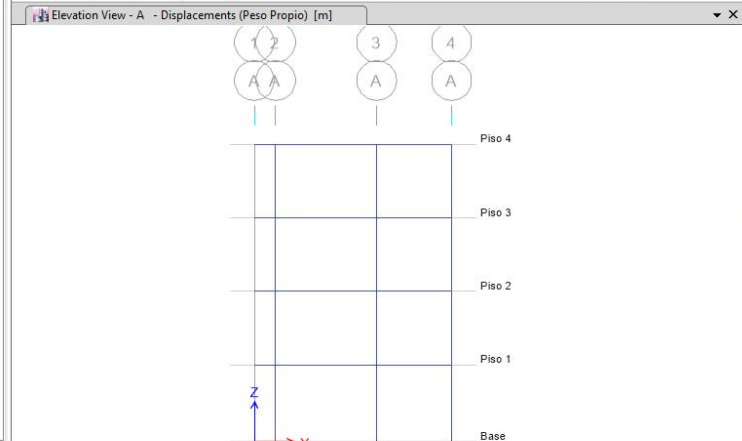 Elevation View - A - Displacements (Peso Propio) [m]
1 2 3 4
A A A A
Piso 4
Piso 3
Piso 2
Piso 1
Z
Base